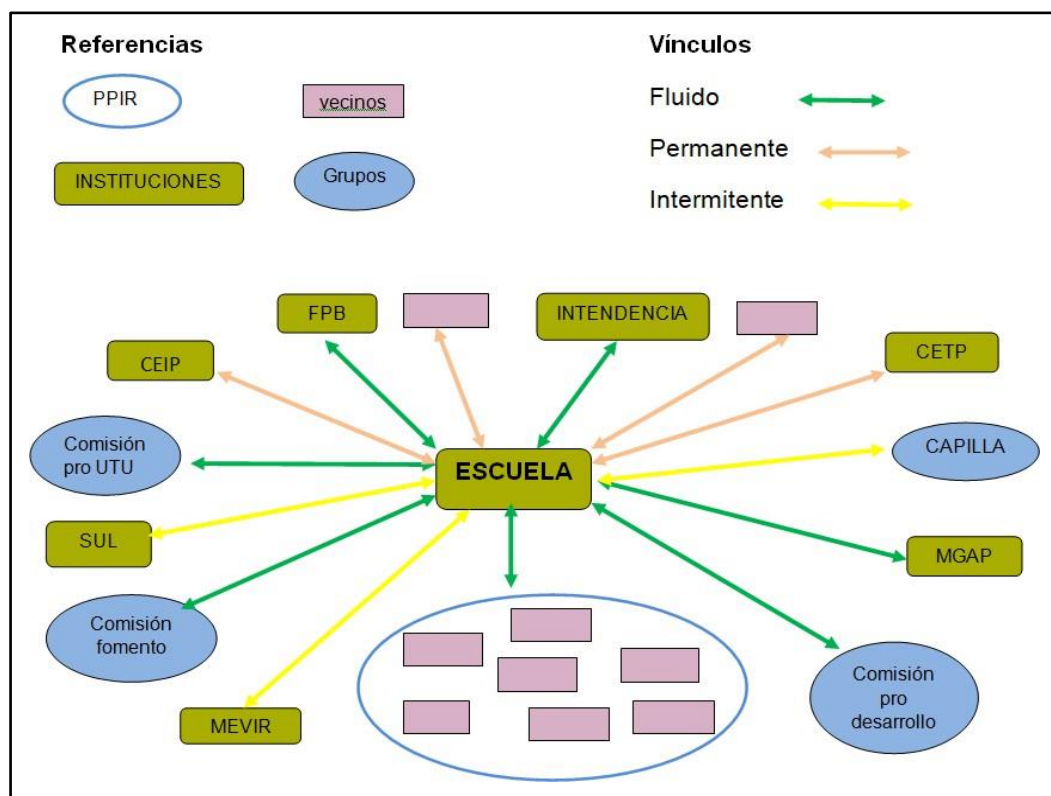 Referencias
Vínculos
PPIR
vecinos
Fluido
Permanente
INSTITUCIONES
Grupos
Intermitente
FPB
INTENDENCIA
CEIP
CETP
Comisión
pro UTU
ESCUELA
CAPILLA
SUL
MGAP
Comisión
fomento
Comisión
pro
desarrollo
MEVIR